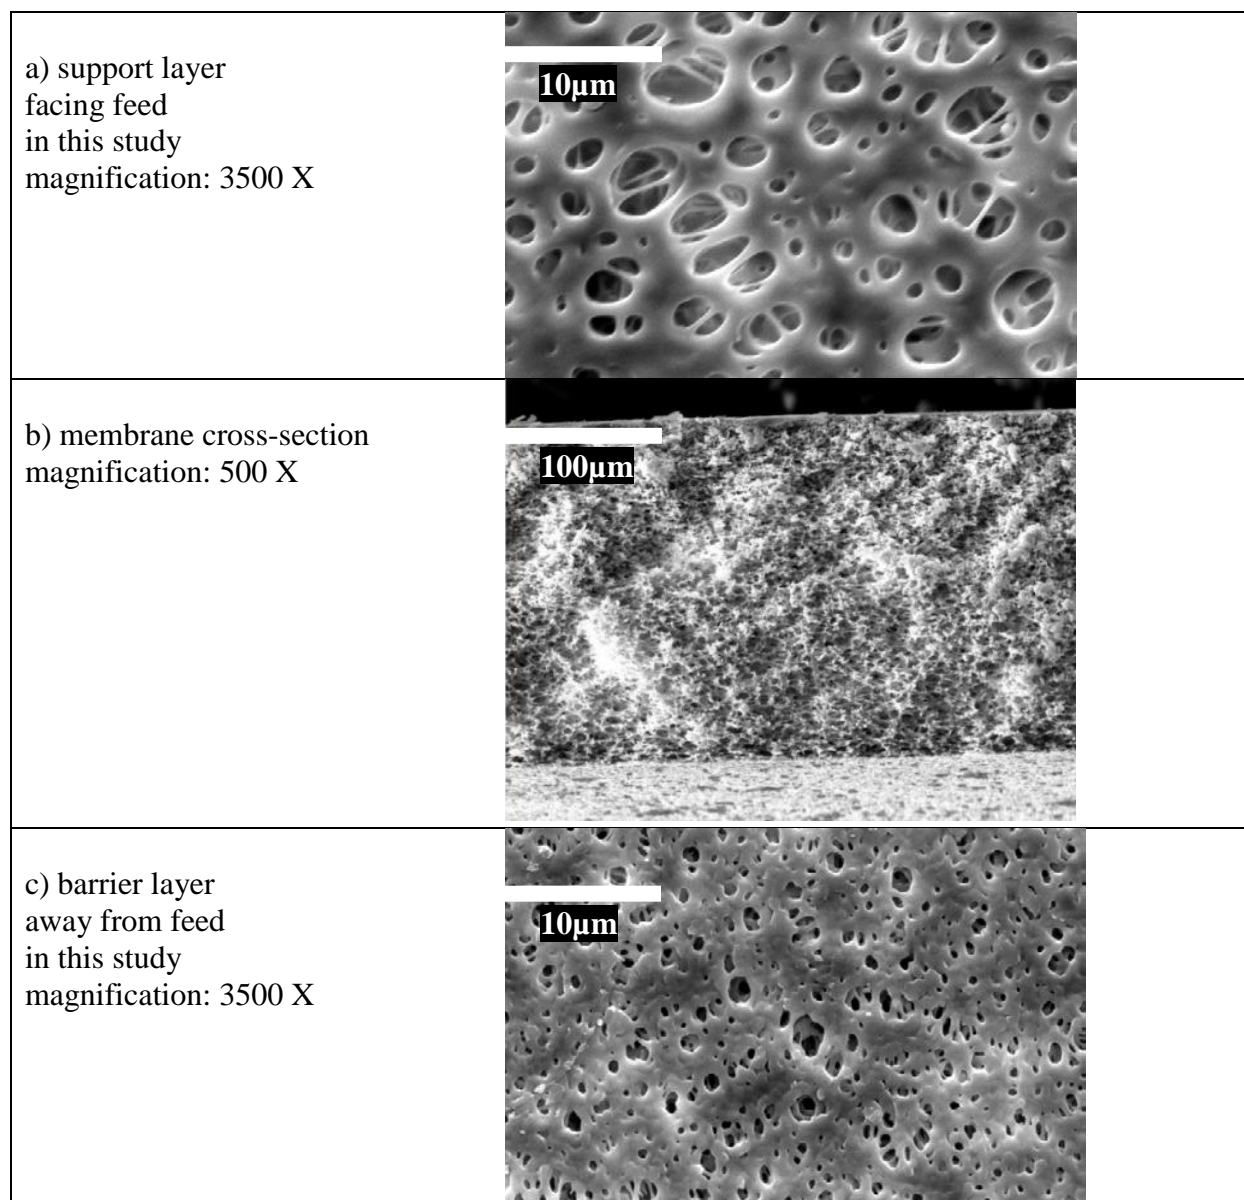 a) support layer
facing feed
in this study
magnification: 3500 X
10µm
b) membrane cross-section
magnification: 500 X
100µm
c) barrier layer
away from feed
in this study
magnification: 3500 X
10µm